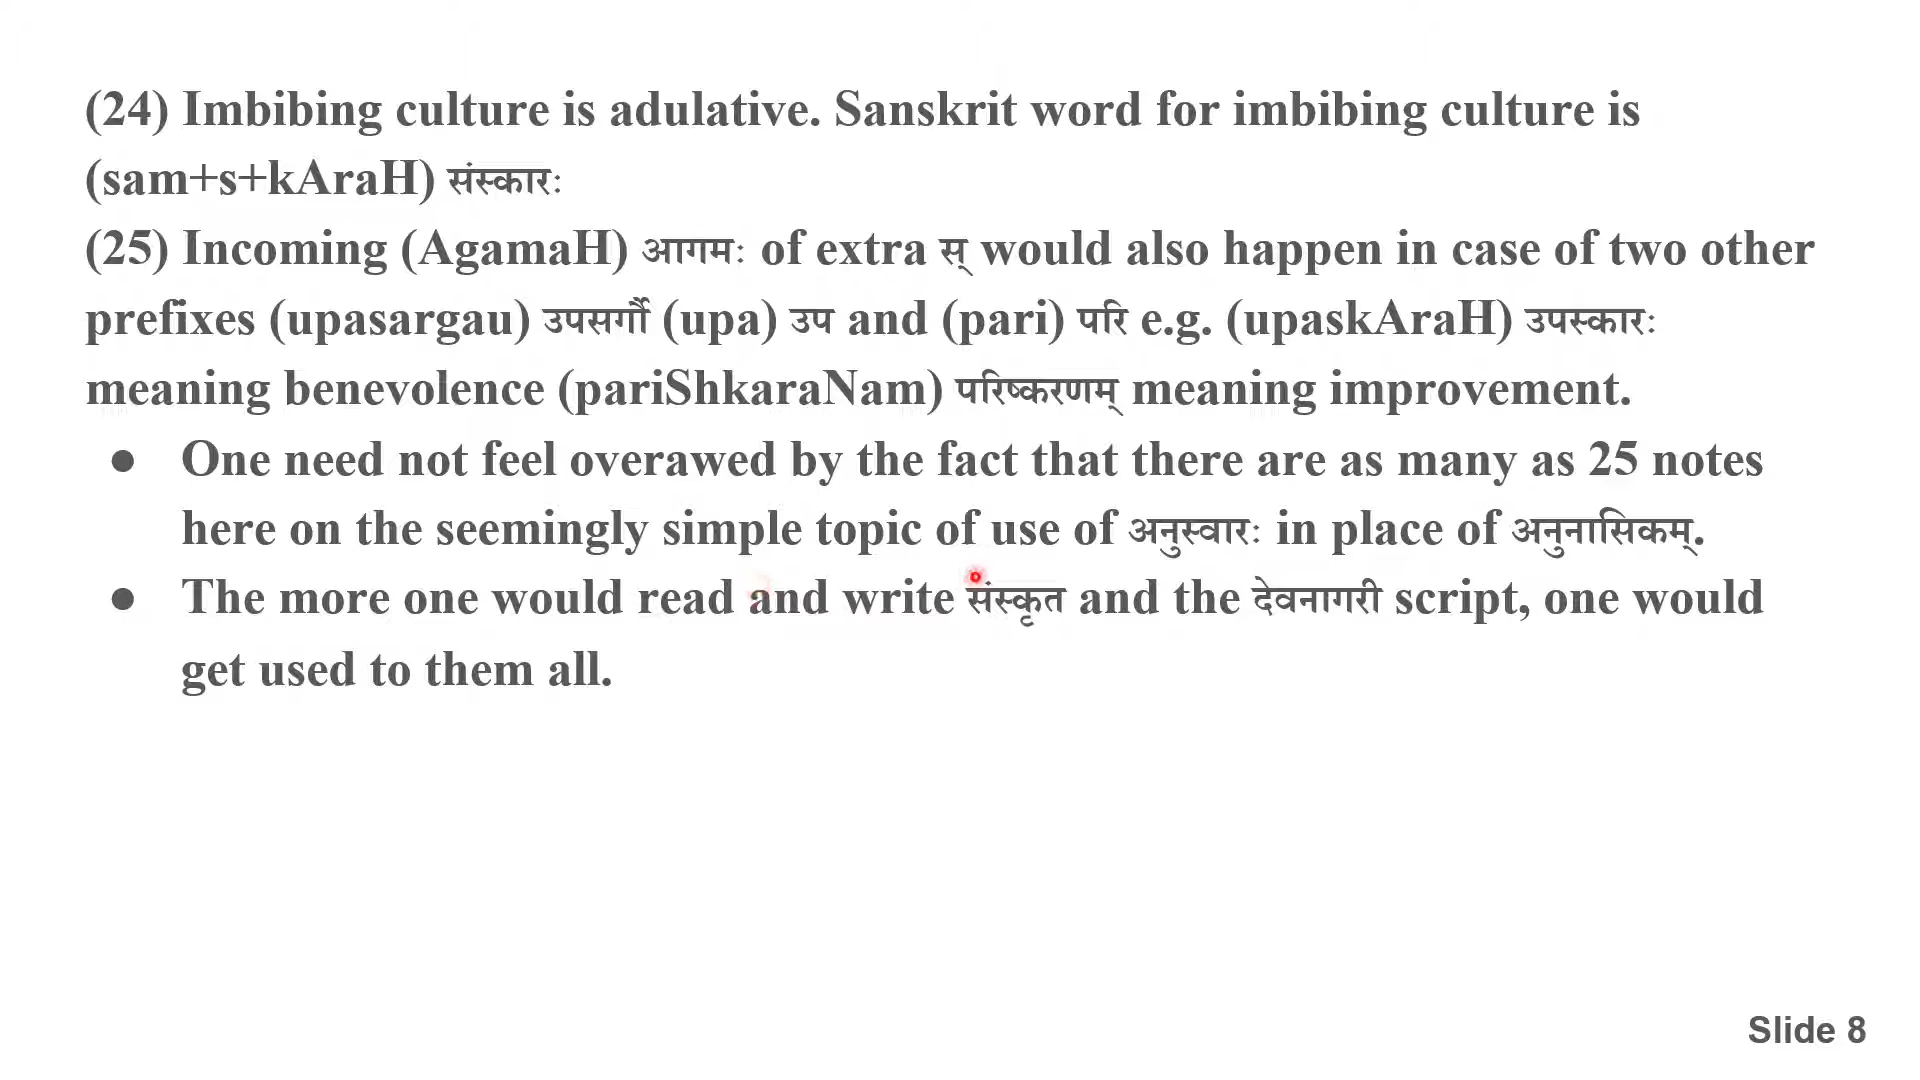 (24) Imbibing culture is adulative. Sanskrit word for imbibing culture is
(sam+s+kAraH) संस्कारः
(25) Incoming (AgamaH) आगमः of extra स् would also happen in case of two other
prefixes (upasargau) उपसर्गौ (upa) उप and (pari) परि e.g. (upaskAraH) उपस्कारः
meaning benevolence (pariShkaraNam) परिष्करणम् meaning improvement.
● One need not feel overawed by the fact that there are as many as 25 notes
here on the seemingly simple topic of use of अनुस्वारः in place of अनुनासिकम्.
● The more one would read and write संस्कृत and the देवनागरी script, one would
get used to them all.
Slide 8